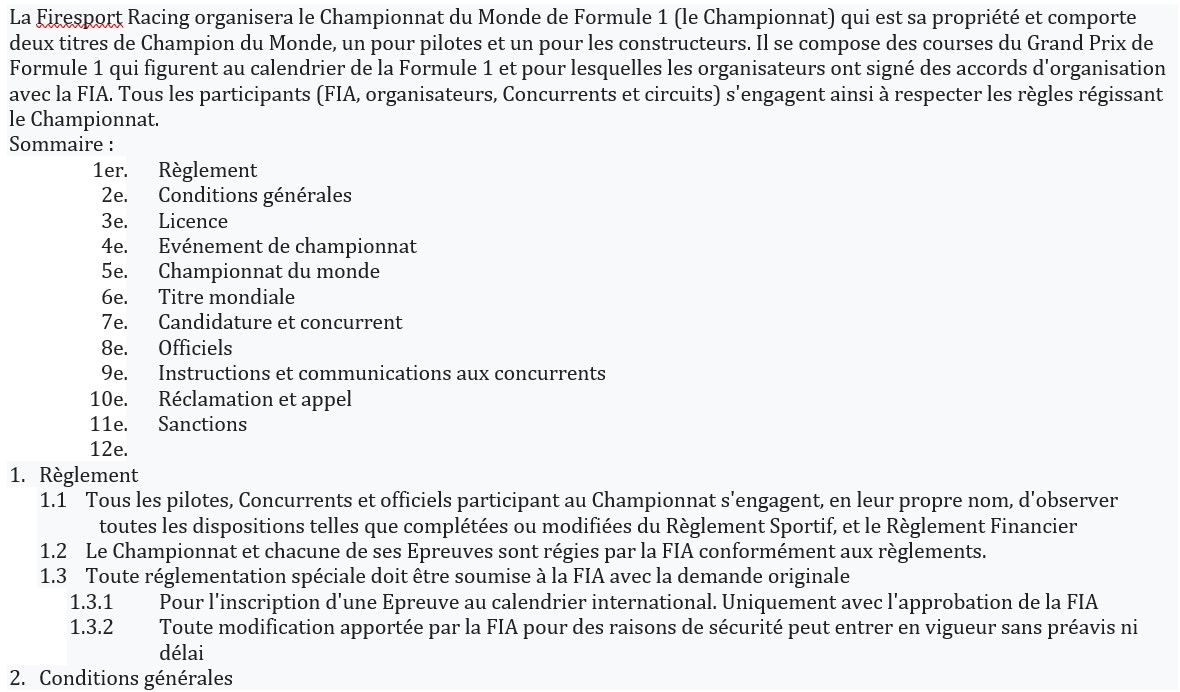 La Firesport Racing organisera le Championnat du Monde de Formule 1 (le Championnat) qui est sa propriété et comporte
deux titres de Champion du Monde, un pour pilotes et un pour les constructeurs. Il se compose des courses du Grand Prix de
Formule 1 qui figurent au calendrier de la Formule 1 et pour lesquelles les organisateurs ont signé des accords d'organisation
avec la FIA. Tous les participants (FIA, organisateurs, Concurrents et circuits) s'engagent ainsi à respecter les règles régissant
le Championnat.
Sommaire :
1er. Règlement
2e. Conditions générales
3e. Licence
4e. Evénement de championnat
5e. Championnat du monde
6e. Titre mondiale
7e. Candidature et concurrent
8e. Officiels
9e. Instructions et communications aux concurrents
10e. Réclamation et appel
11e. Sanctions
12e.
1. Règlement
1.1 Tous les pilotes, Concurrents et officiels participant au Championnat s'engagent, en leur propre nom, d'observer
toutes les dispositions telles que complétées ou modifiées du Règlement Sportif, et le Règlement Financier
1.2 Le Championnat et chacune de ses Epreuves sont régies par la FIA conformément aux règlements.
1.3 Toute réglementation spéciale doit être soumise à la FIA avec la demande originale
1.3.1 Pour l'inscription d'une Epreuve au calendrier international. Uniquement avec l'approbation de la FIA
1.3.2 Toute modification apportée par la FIA pour des raisons de sécurité peut entrer en vigueur sans préavis ni
délai
2. Conditions générales